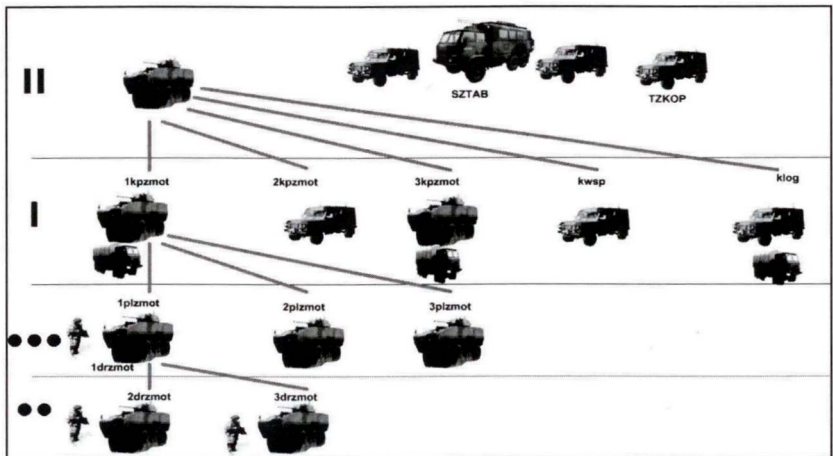 II
SZTAB
TZKOP
1kpzmot
2kpzmot
3kpzmot
kwsp
klog
I
1plzmot
2plzmot
3plzmot
1drzmot
2drzmot
3drzmot